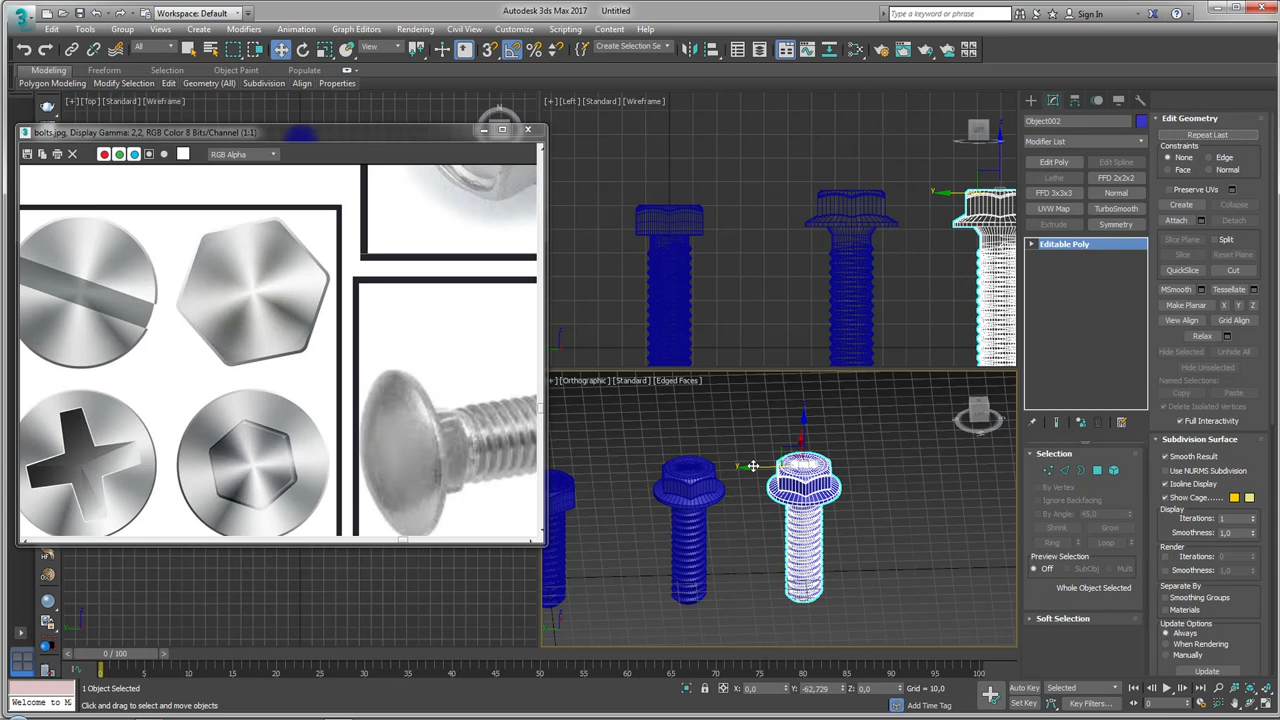 Workspace: Default
Autodesk 3ds Max 2017 Untitled
Type a keyword or phrase
Sign In
Edit Tools Group Views Create Modifiers Animation Graph Editors Rendering Civil View Customize Scripting Content Help
All
View
Create Selection Se
Modeling Freeform Selection Object Paint Populate
Polygon Modeling Modify Selection Edit Geometry (All) Subdivision Align Properties
[+] [Top] [Standard] [Wireframe]
[+] [Left] [Standard] [Wireframe]
bolts.jpg, Display Gamma: 2,2, RGB Color 8 Bits/Channel (1:1)
RGB Alpha
[Orthographic] [Standard] [Edged Faces]
Object002
Modifier List
Edit Poly Edit Spline
Lathe FFD 2x2x2
FFD 3x3x3 Normal
UVW Map TurboSmooth
Extrude Symmetry
Editable Poly
Selection
By Vertex
Ignore Backfacing
By Angle: 45,0
Shrink Grow
Ring Loop
Preview Selection
Off SubObj Multi
Whole Object Selected
Soft Selection
Edit Geometry
Repeat Last
Constraints
None Edge
Face Normal
Preserve UVs
Create Collapse
Attach Detach
Slice Plane Split
Slice Reset Plane
QuickSlice Cut
MSmooth Tessellate
Make Planar X Y Z
View Align Grid Align
Relax
Hide Selected Unhide All
Hide Unselected
Named Selections:
Copy Paste
Delete Isolated Vertices
Full Interactivity
Subdivision Surface
Smooth Result
Use NURMS Subdivision
Isoline Display
Show Cage......
Display
Iterations: 1
Smoothness: 1,0
Render
Iterations:
Smoothness: 1,0
Separate By
Smoothing Groups
Materials
Update Options
Always
When Rendering
Manually
Update
0 / 100
0 5 10 15 20 25 30 35 40 45 50 55 60 65 70 75 80 85 90 95 100
1 Object Selected
X: 0,0 Y: -62,729 Z: 0,0 Grid = 10,0
Auto Key Selected
Welcome to M
Click and drag to select and move objects
Add Time Tag
Set Key Key Filters...
0